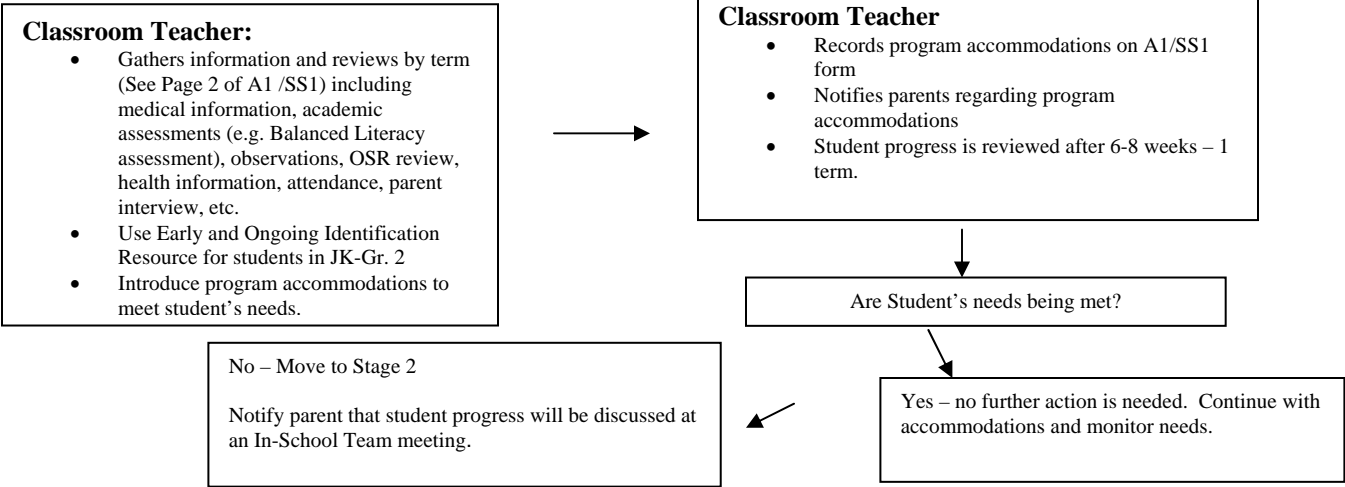 Classroom Teacher:
• Gathers information and reviews by term
(See Page 2 of A1 /SS1) including
medical information, academic
assessments (e.g. Balanced Literacy
assessment), observations, OSR review,
health information, attendance, parent
interview, etc.
• Use Early and Ongoing Identification
Resource for students in JK-Gr. 2
• Introduce program accommodations to
meet student’s needs.
Classroom Teacher
• Records program accommodations on A1/SS1
form
• Notifies parents regarding program
accommodations
• Student progress is reviewed after 6-8 weeks – 1
term.
Are Student’s needs being met?
No – Move to Stage 2
Notify parent that student progress will be discussed at
an In-School Team meeting.
Yes – no further action is needed.  Continue with
accommodations and monitor needs.